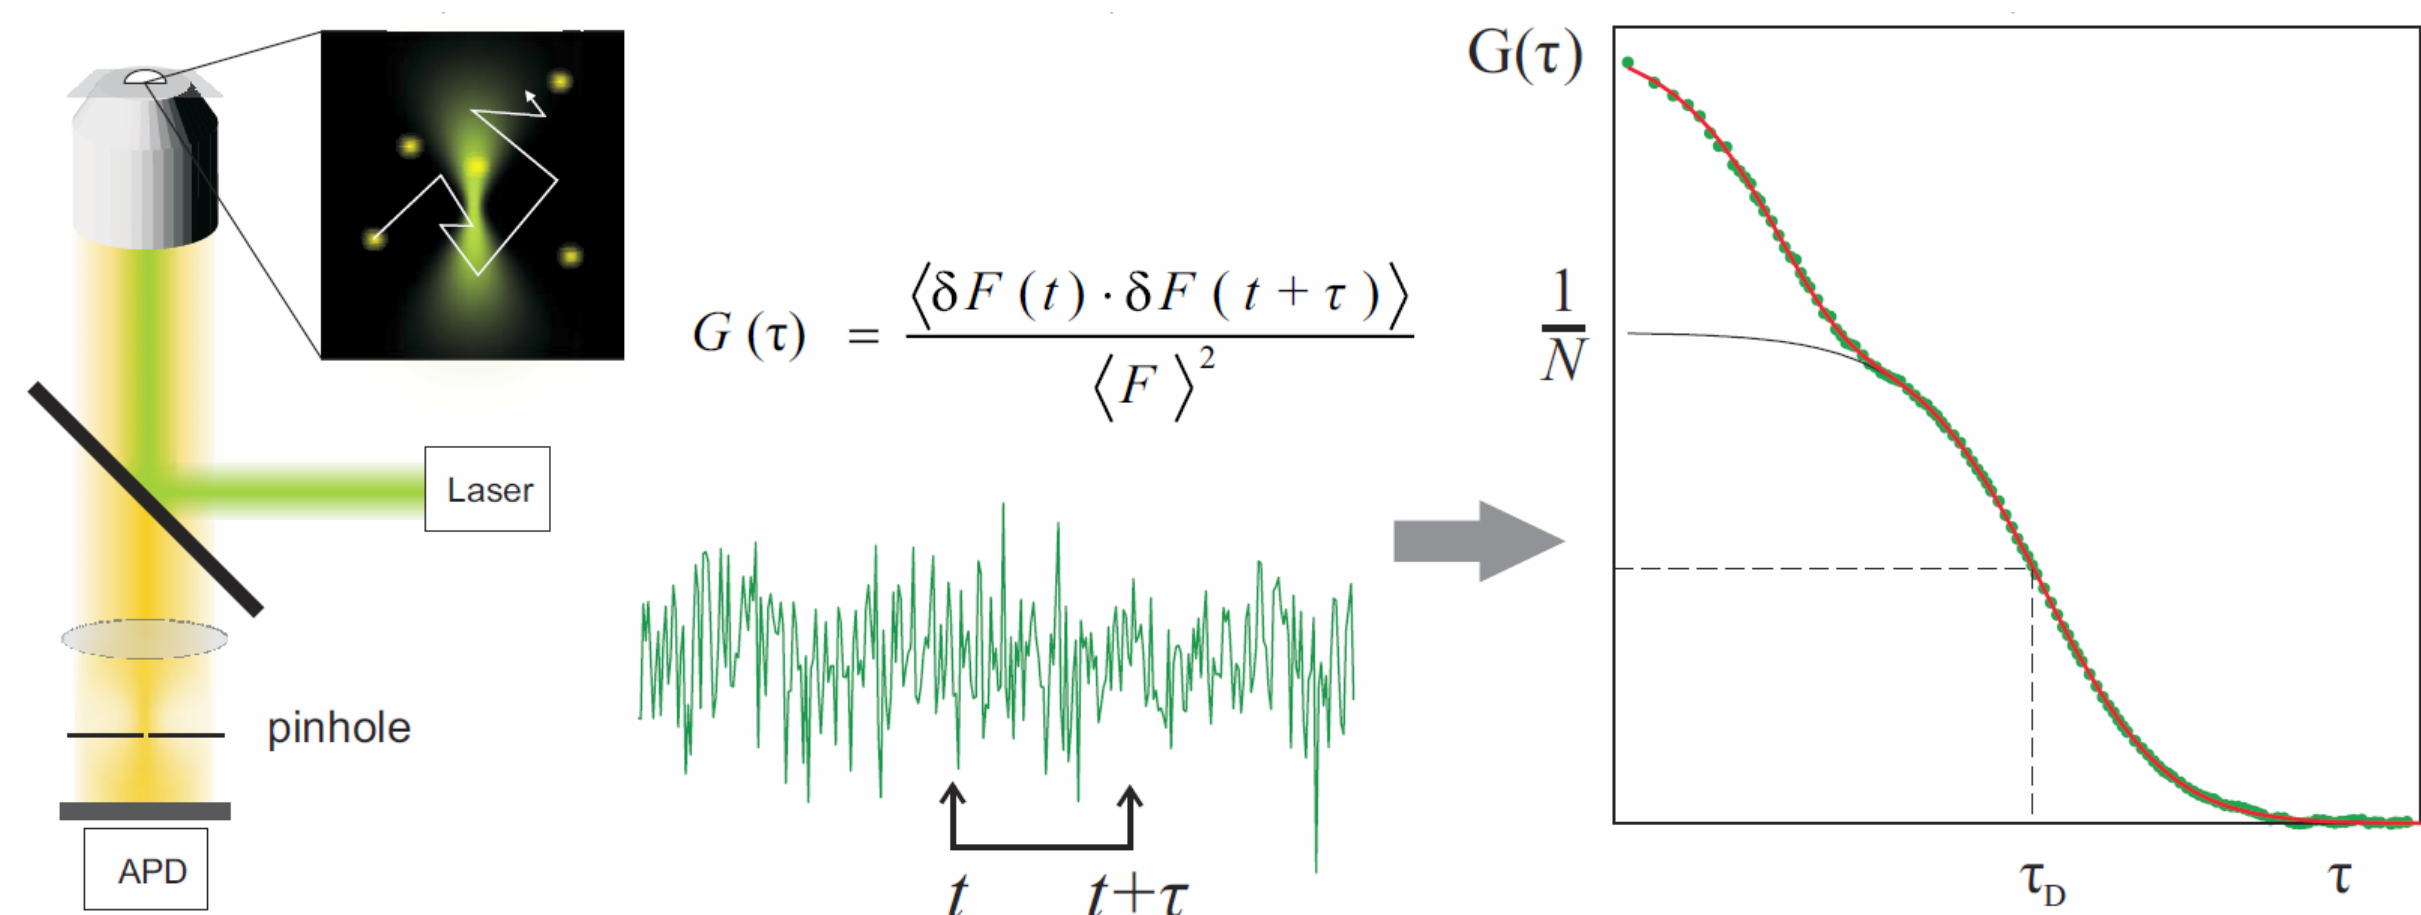 Laser
pinhole
APD
G (τ) = ⟨δF (t) · δF ( t + τ )⟩ / ⟨F⟩²
t
t+τ
G(τ)
1
N
τD
τ